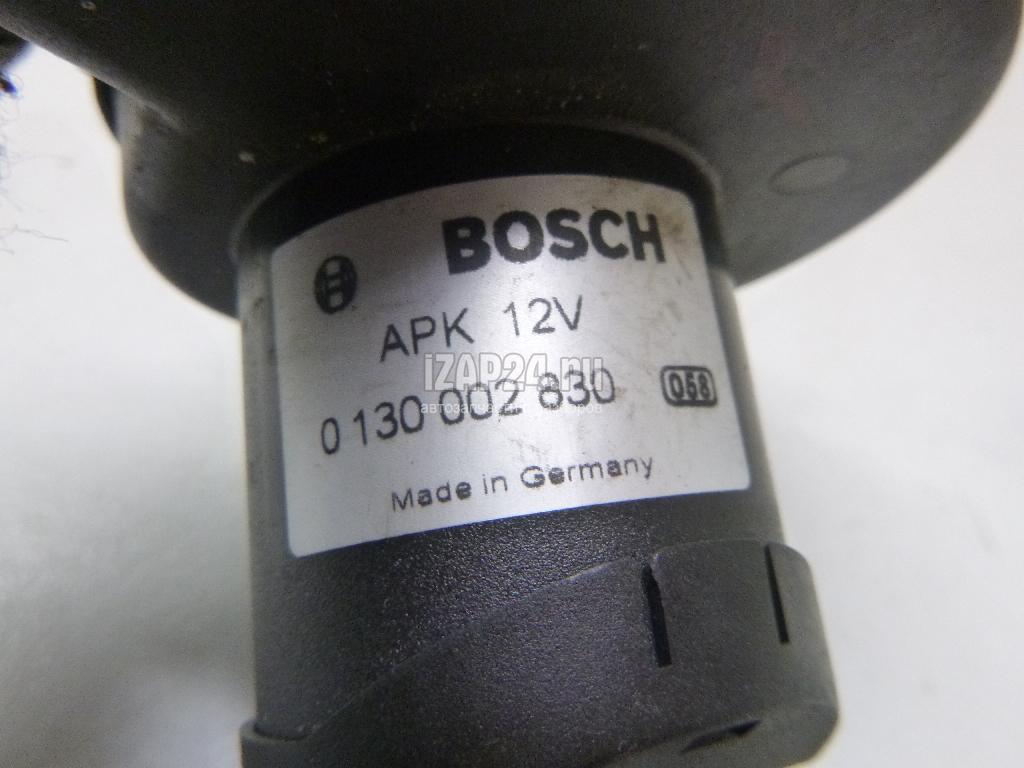 BOSCH
APK 12V
iZAP24.ru
0 130 002 830
058
Made in Germany